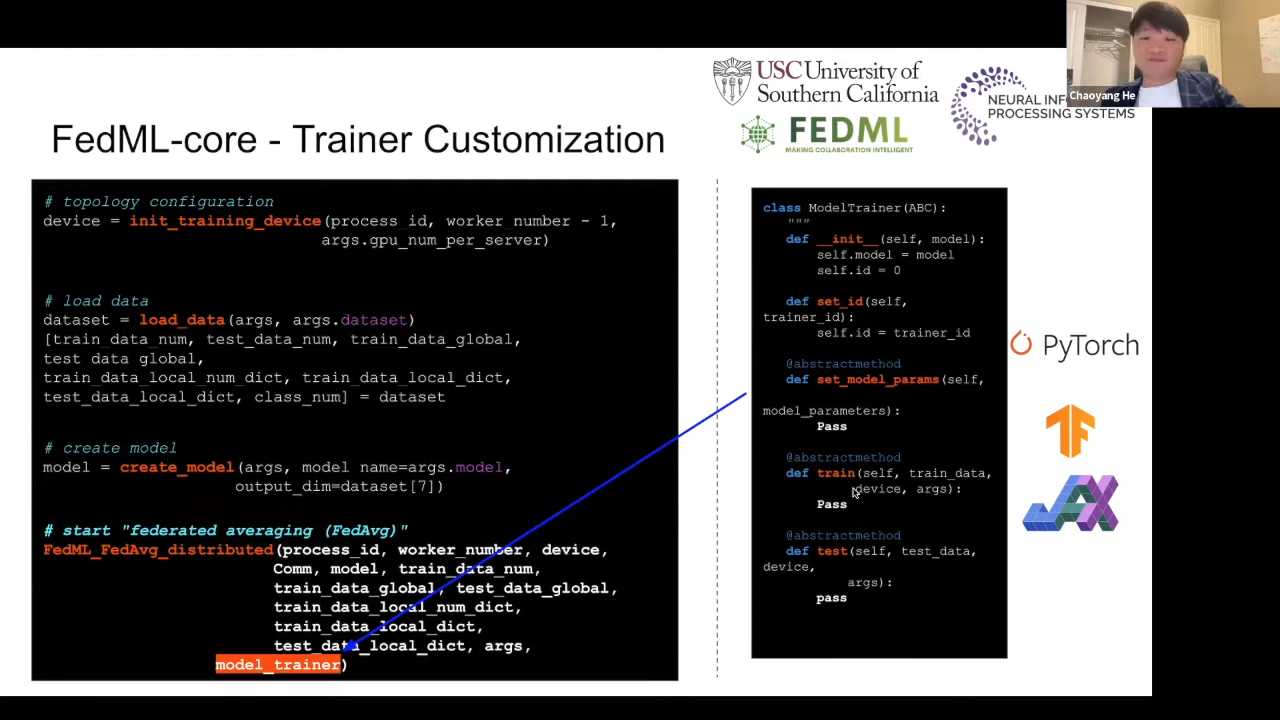 Chaoyang He
USC University of
Southern California
NEURAL INF
PROCESSING SYSTEMS
FEDML
MAKING COLLABORATION INTELLIGENT
FedML-core - Trainer Customization
# topology configuration
device = init_training_device(process_id, worker_number - 1,
args.gpu_num_per_server)
# load data
dataset = load_data(args, args.dataset)
[train_data_num, test_data_num, train_data_global,
test_data_global,
train_data_local_num_dict, train_data_local_dict,
test_data_local_dict, class_num] = dataset
# create model
model = create_model(args, model_name=args.model,
output_dim=dataset[7])
# start "federated averaging (FedAvg)"
FedML_FedAvg_distributed(process_id, worker_number, device,
Comm, model, train_data_num,
train_data_global, test_data_global,
train_data_local_num_dict,
train_data_local_dict,
test_data_local_dict, args,
model_trainer)
class ModelTrainer(ABC):
"""
def __init__(self, model):
self.model = model
self.id = 0
def set_id(self,
trainer_id):
self.id = trainer_id
@abstractmethod
def set_model_params(self,
model_parameters):
Pass
@abstractmethod
def train(self, train_data,
device, args):
Pass
@abstractmethod
def test(self, test_data,
device,
args):
pass
PyTorch
JAX